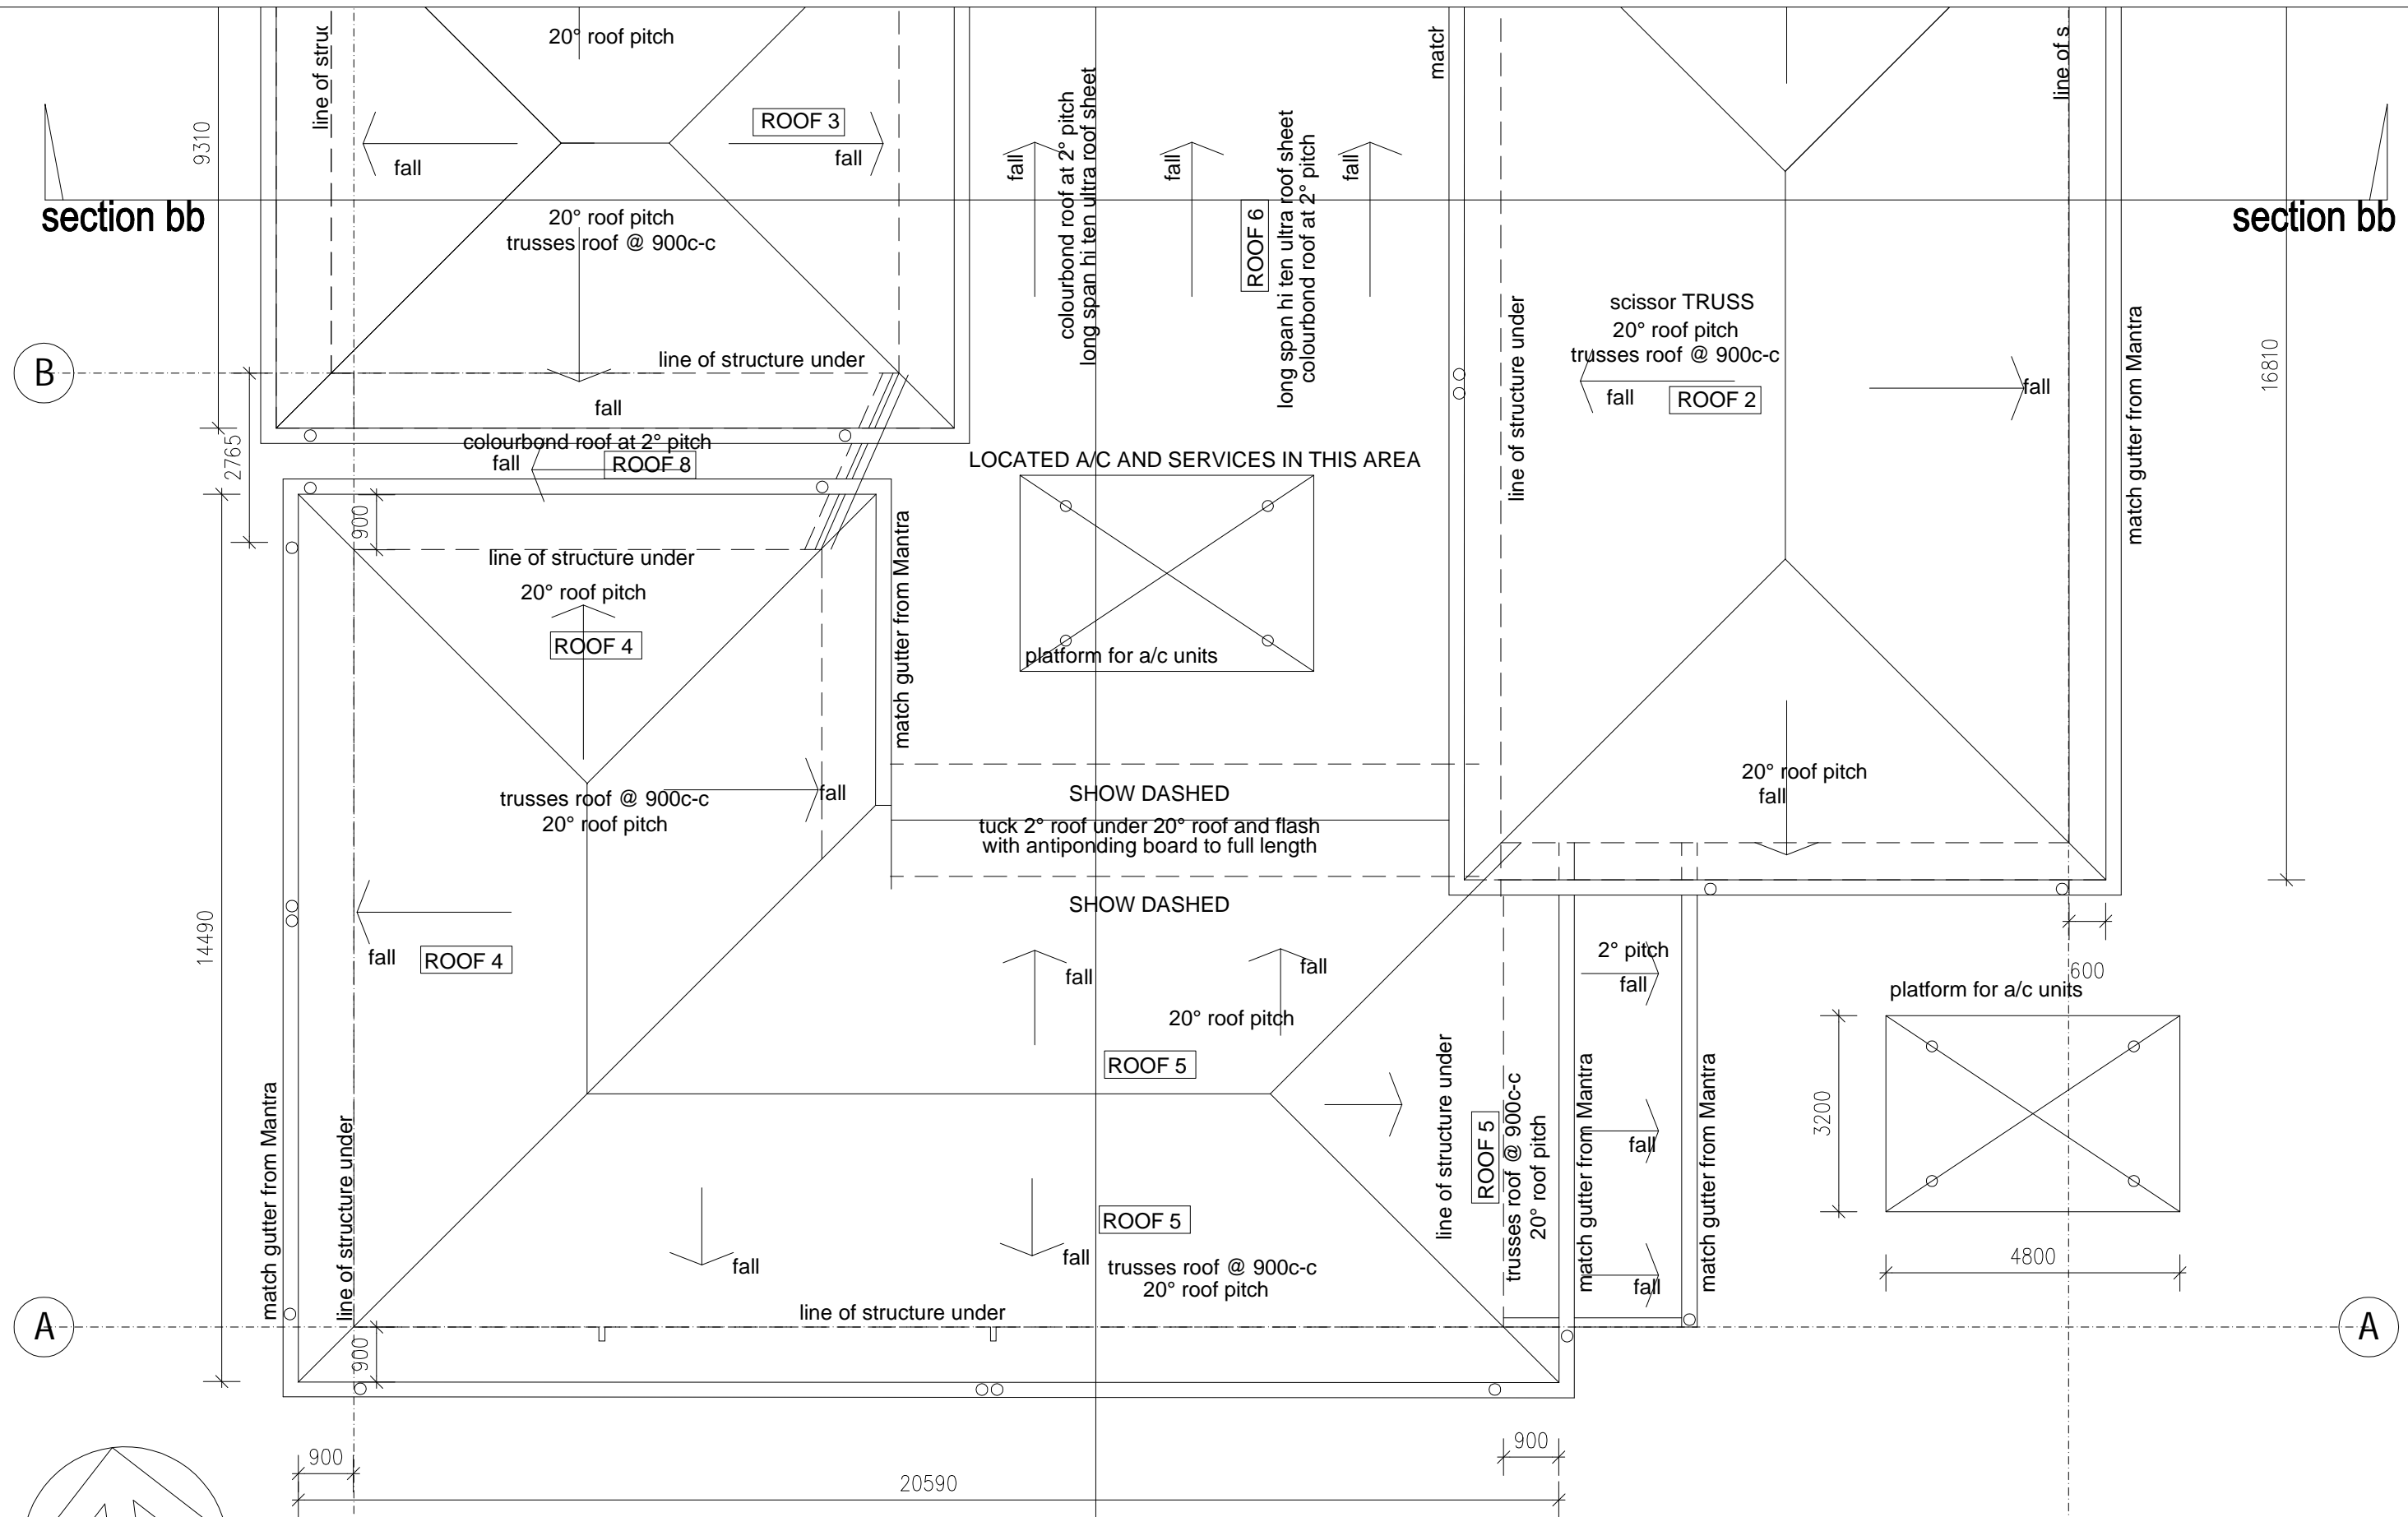 20° roof pitch
line of struc
9310
ROOF 3
fall
fall
section bb
20° roof pitch
trusses roof @ 900c-c
line of structure under
fall
B
2765
colourbond roof at 2° pitch
fall
ROOF 8
fall
colourbond roof at 2° pitch
long span hi ten ultra roof sheet
fall
ROOF 6
long span hi ten ultra roof sheet
colourbond roof at 2° pitch
fall
match
line of s
section bb
scissor TRUSS
20° roof pitch
trusses roof @ 900c-c
fall
ROOF 2
fall
line of structure under
match gutter from Mantra
16810
LOCATED A/C AND SERVICES IN THIS AREA
platform for a/c units
900
line of structure under
20° roof pitch
ROOF 4
match gutter from Mantra
trusses roof @ 900c-c
20° roof pitch
fall
SHOW DASHED
tuck 2° roof under 20° roof and flash
with antiponding board to full length
SHOW DASHED
20° roof pitch
fall
14490
fall
ROOF 4
fall
fall
20° roof pitch
ROOF 5
2° pitch
fall
600
platform for a/c units
3200
4800
match gutter from Mantra
line of structure under
line of structure under
ROOF 5
trusses roof @ 900c-c
20° roof pitch
match gutter from Mantra
match gutter from Mantra
fall
fall
ROOF 5
fall
fall
trusses roof @ 900c-c
20° roof pitch
line of structure under
A
A
900
900
900
20590